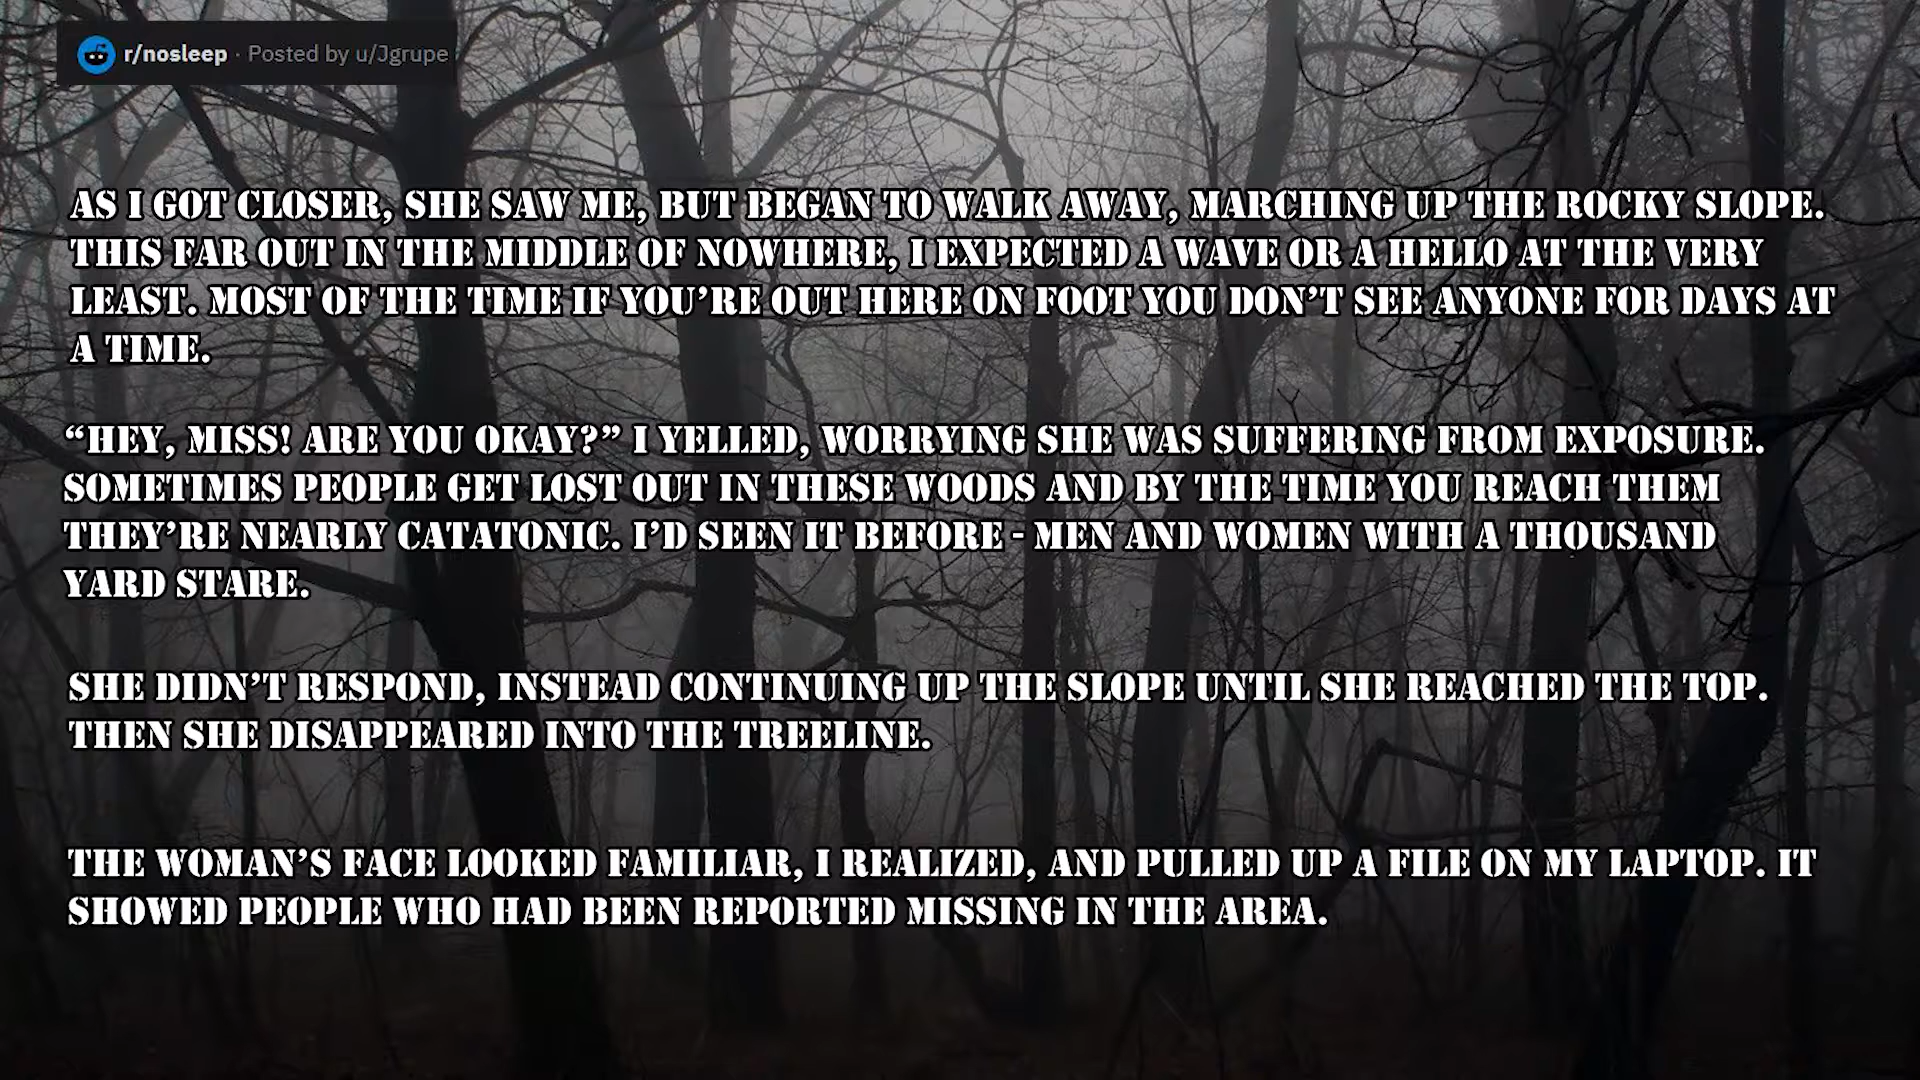 r/nosleep · Posted by u/Jgrupe
AS I GOT CLOSER, SHE SAW ME, BUT BEGAN TO WALK AWAY, MARCHING UP THE ROCKY SLOPE.
THIS FAR OUT IN THE MIDDLE OF NOWHERE, I EXPECTED A WAVE OR A HELLO AT THE VERY
LEAST. MOST OF THE TIME IF YOU’RE OUT HERE ON FOOT YOU DON’T SEE ANYONE FOR DAYS AT
A TIME.
“HEY, MISS! ARE YOU OKAY?” I YELLED, WORRYING SHE WAS SUFFERING FROM EXPOSURE.
SOMETIMES PEOPLE GET LOST OUT IN THESE WOODS AND BY THE TIME YOU REACH THEM
THEY’RE NEARLY CATATONIC. I’D SEEN IT BEFORE - MEN AND WOMEN WITH A THOUSAND
YARD STARE.
SHE DIDN’T RESPOND, INSTEAD CONTINUING UP THE SLOPE UNTIL SHE REACHED THE TOP.
THEN SHE DISAPPEARED INTO THE TREELINE.
THE WOMAN’S FACE LOOKED FAMILIAR, I REALIZED, AND PULLED UP A FILE ON MY LAPTOP. IT
SHOWED PEOPLE WHO HAD BEEN REPORTED MISSING IN THE AREA.